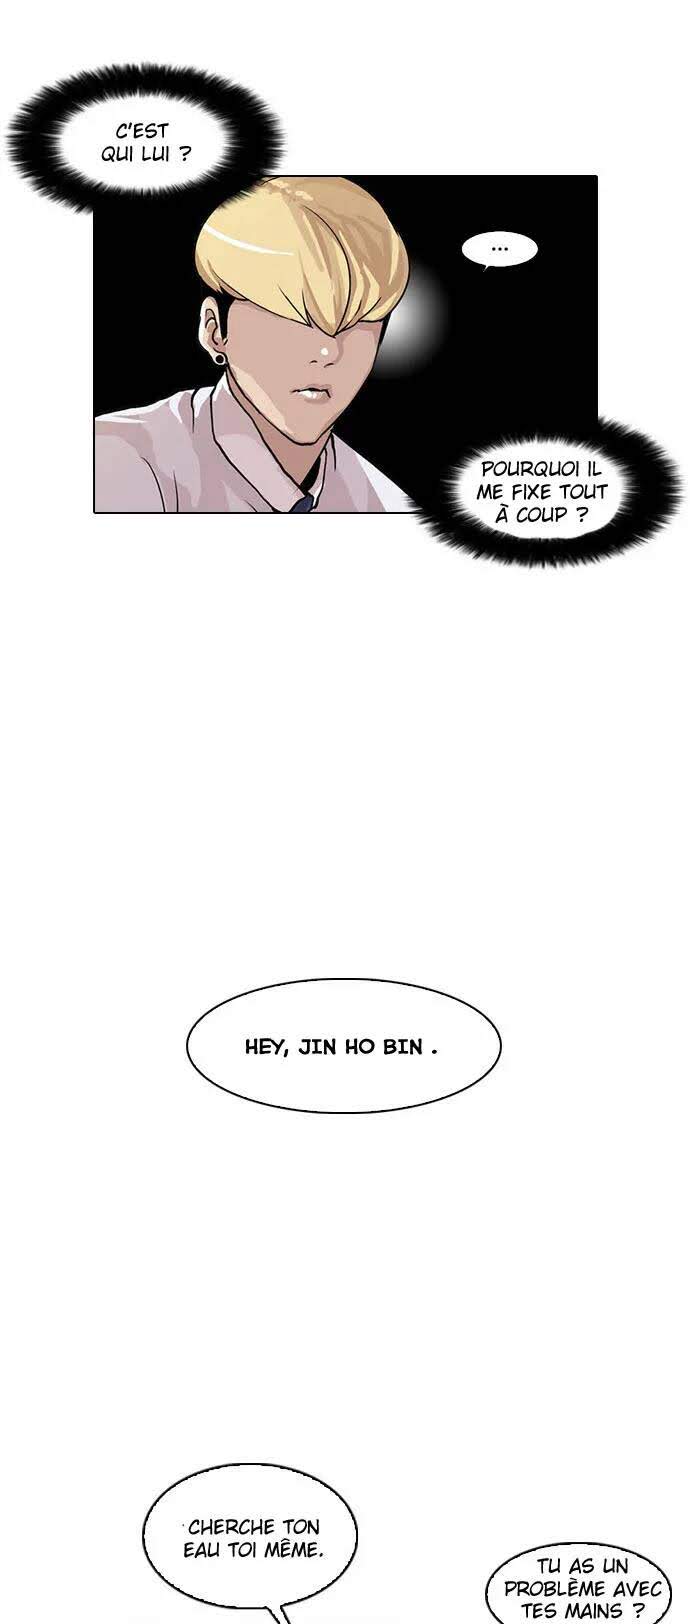 C'EST
QUI LUI ?
...
POURQUOI IL
ME FIXE TOUT
À COUP ?
HEY, JIN HO BIN .
CHERCHE TON
EAU TOI MÊME.
TU AS UN
PROBLÈME AVEC
TES MAINS ?